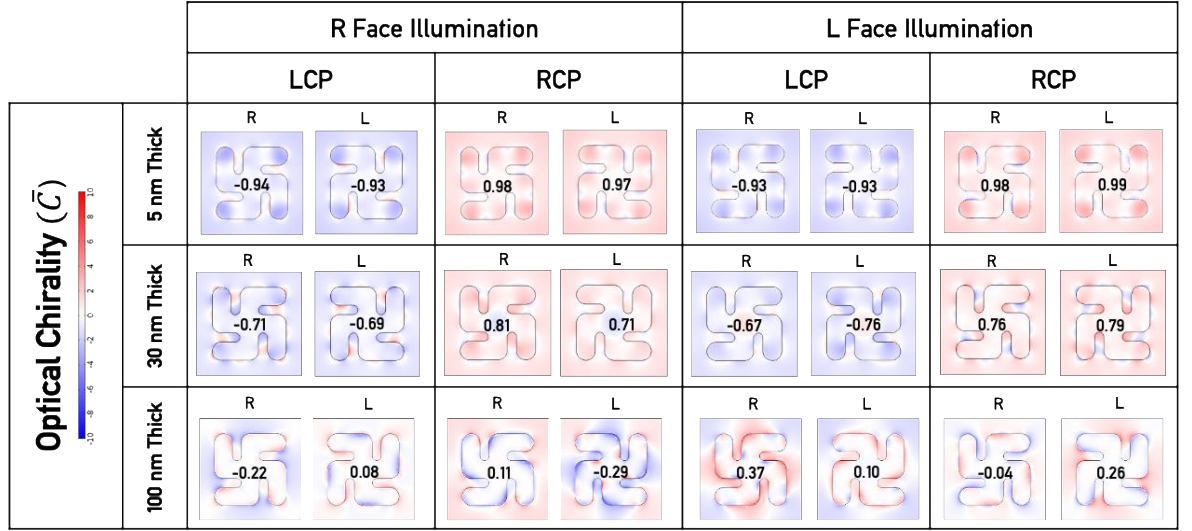 R Face Illumination L Face Illumination
LCP RCP LCP RCP
Optical Chirality (C̄)
10
8
6
4
2
0
-2
-4
-6
-8
-10
5 nm Thick
R L R L R L R L
-0.94 -0.93 0.98 0.97 -0.93 -0.93 0.98 0.99
30 nm Thick
R L R L R L R L
-0.71 -0.69 0.81 0.71 -0.67 -0.76 0.76 0.79
100 nm Thick
R L R L R L R L
-0.22 0.08 0.11 -0.29 0.37 0.10 -0.04 0.26